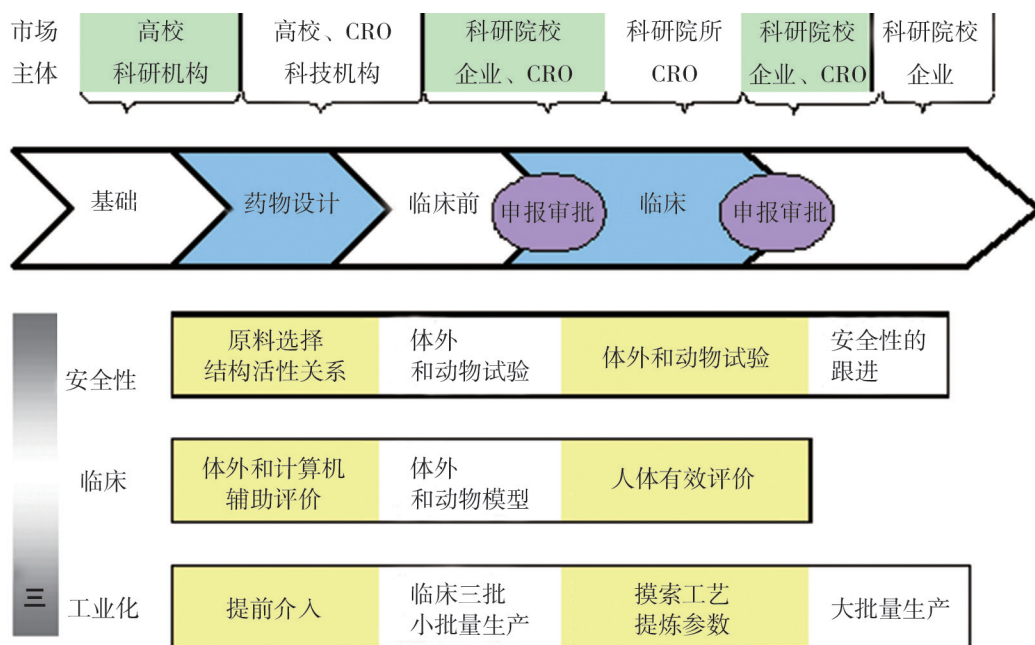 市场
主体
高校
科研机构
高校、CRO
科技机构
科研院校
企业、CRO
科研院所
CRO
科研院校
企业、CRO
科研院校
企业
基础
药物设计
临床前
申报审批
临床
申报审批
安全性
原料选择
结构活性关系
体外
和动物试验
体外和动物试验
安全性的
跟进
临床
体外和计算机
辅助评价
体外
和动物模型
人体有效评价
三
工业化
提前介入
临床三批
小批量生产
摸索工艺
提炼参数
大批量生产